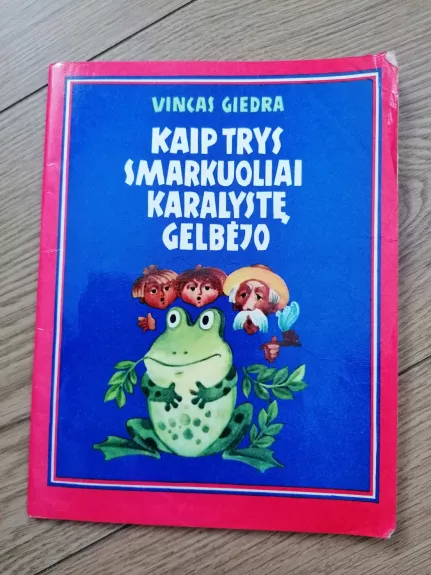 VINCAS GIEDRA
KAIP TRYS
SMARKUOLIAI
KARALYSTĘ
GELBĖJO